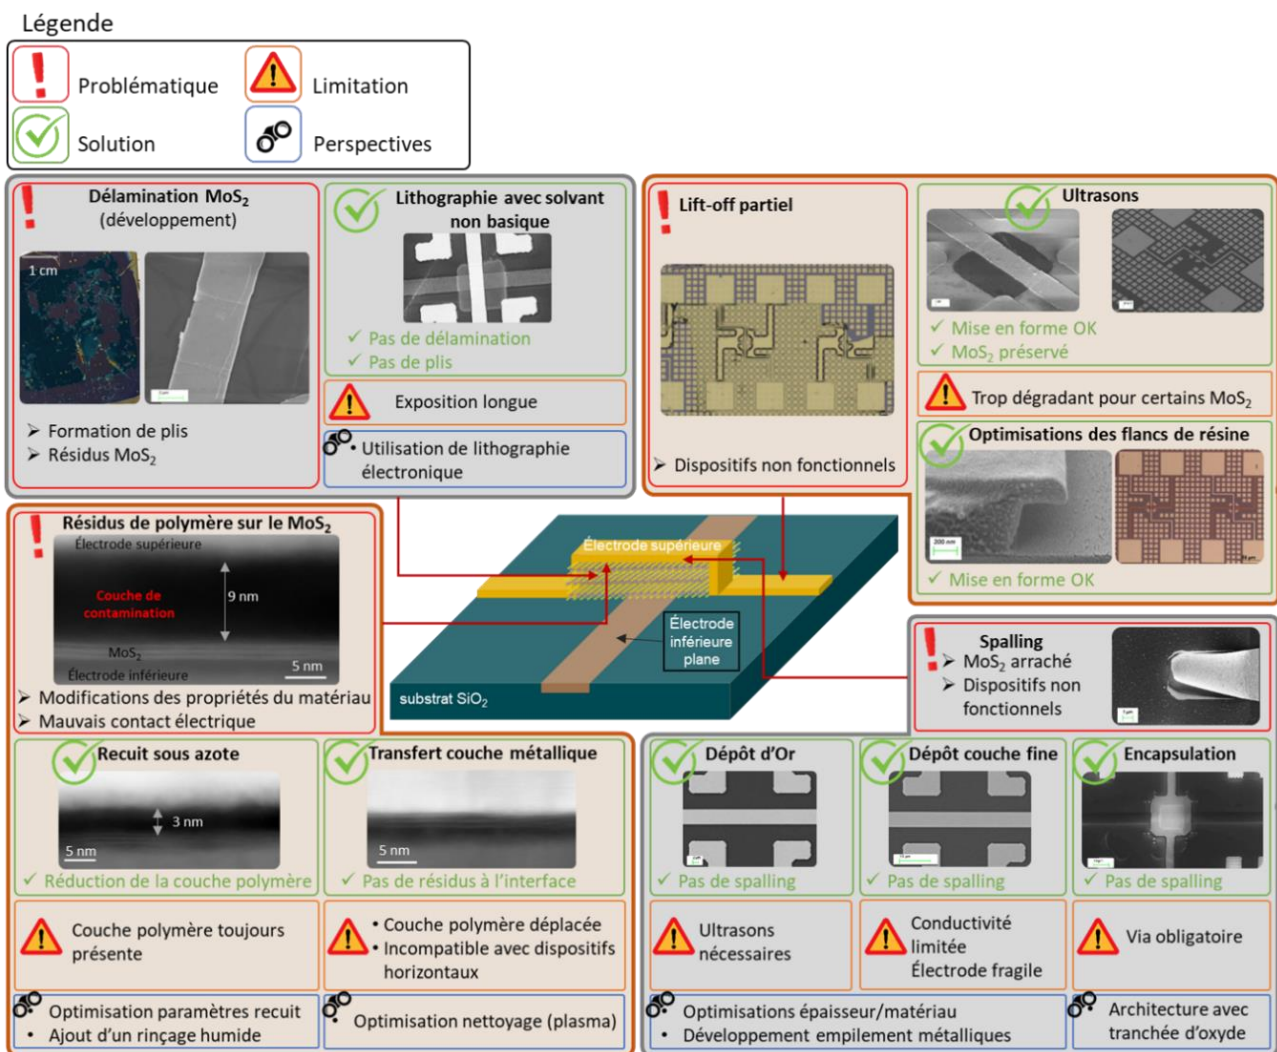 Légende
Problématique
Limitation
Solution
Perspectives
Délamination MoS₂
(développement)
1 cm
➢ Formation de plis
➢ Résidus MoS₂
Lithographie avec solvant
non basique
✓ Pas de délamination
✓ Pas de plis
Exposition longue
• Utilisation de lithographie
électronique
Lift-off partiel
➢ Dispositifs non fonctionnels
Ultrasons
✓ Mise en forme OK
✓ MoS₂ préservé
Trop dégradant pour certains MoS₂
Optimisations des flancs de résine
200 nm
✓ Mise en forme OK
Résidus de polymère sur le MoS₂
Électrode supérieure
Couche de
contamination
9 nm
MoS₂
Électrode inférieure
5 nm
➢ Modifications des propriétés du matériau
➢ Mauvais contact électrique
Électrode supérieure
Électrode
inférieure
plane
substrat SiO₂
Spalling
➢ MoS₂ arraché
➢ Dispositifs non
fonctionnels
Recuit sous azote
3 nm
5 nm
✓ Réduction de la couche polymère
Couche polymère toujours
présente
• Optimisation paramètres recuit
• Ajout d'un rinçage humide
Transfert couche métallique
5 nm
✓ Pas de résidus à l'interface
• Couche polymère déplacée
• Incompatible avec dispositifs
horizontaux
• Optimisation nettoyage (plasma)
Dépôt d'Or
✓ Pas de spalling
Ultrasons
nécessaires
Dépôt couche fine
✓ Pas de spalling
Conductivité
limitée
Électrode fragile
• Optimisations épaisseur/matériau
• Développement empilement métalliques
Encapsulation
✓ Pas de spalling
Via obligatoire
• Architecture avec
tranchée d'oxyde